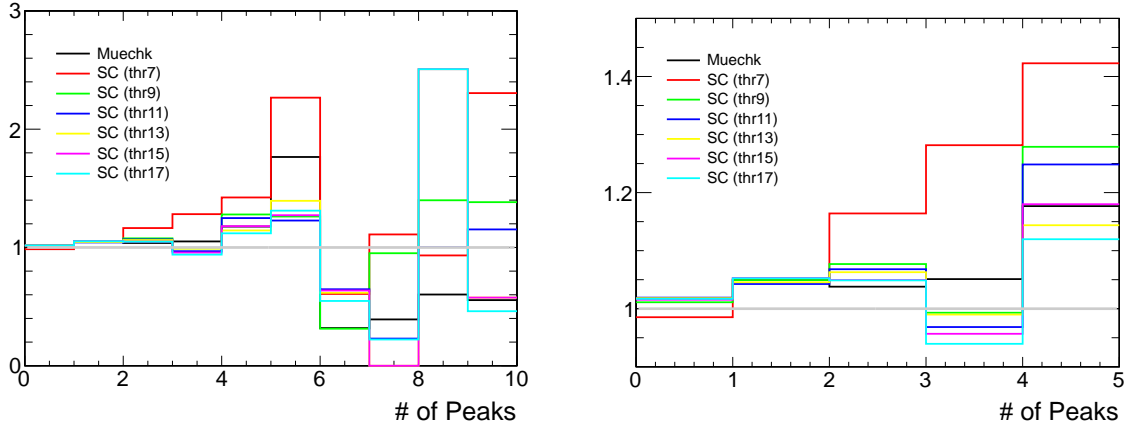 3
2
1
0
0 2 4 6 8 10
# of Peaks
Muechk
SC (thr7)
SC (thr9)
SC (thr11)
SC (thr13)
SC (thr15)
SC (thr17)
1.4
1.2
1
0 1 2 3 4 5
# of Peaks
Muechk
SC (thr7)
SC (thr9)
SC (thr11)
SC (thr13)
SC (thr15)
SC (thr17)